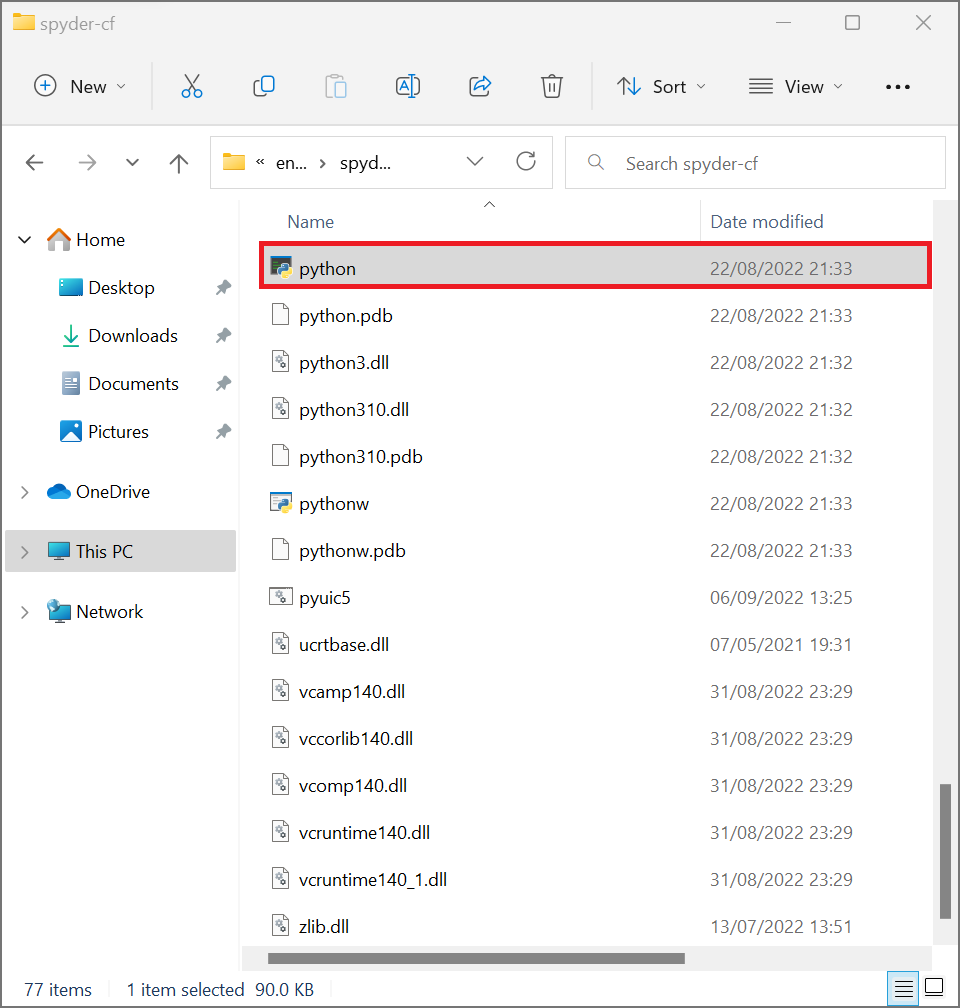 spyder-cf
New Sort View
« en... › spyd... Search spyder-cf
Name Date modified
Home
Desktop
Downloads
Documents
Pictures
OneDrive
This PC
Network
python 22/08/2022 21:33
python.pdb 22/08/2022 21:33
python3.dll 22/08/2022 21:32
python310.dll 22/08/2022 21:32
python310.pdb 22/08/2022 21:32
pythonw 22/08/2022 21:33
pythonw.pdb 22/08/2022 21:33
pyuic5 06/09/2022 13:25
ucrtbase.dll 07/05/2021 19:31
vcamp140.dll 31/08/2022 23:29
vccorlib140.dll 31/08/2022 23:29
vcomp140.dll 31/08/2022 23:29
vcruntime140.dll 31/08/2022 23:29
vcruntime140_1.dll 31/08/2022 23:29
zlib.dll 13/07/2022 13:51
77 items 1 item selected 90.0 KB